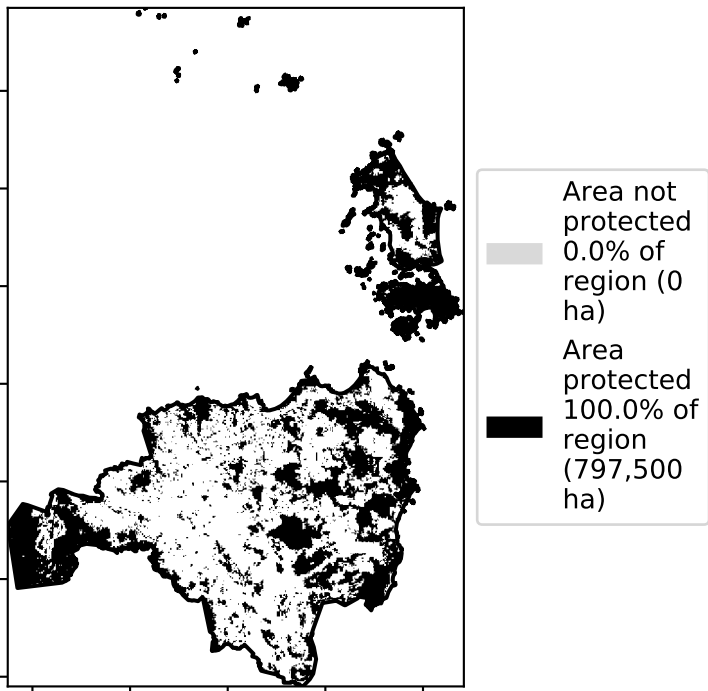 Area not
protected
0.0% of
region (0
ha)
Area
protected
100.0% of
region
(797,500
ha)